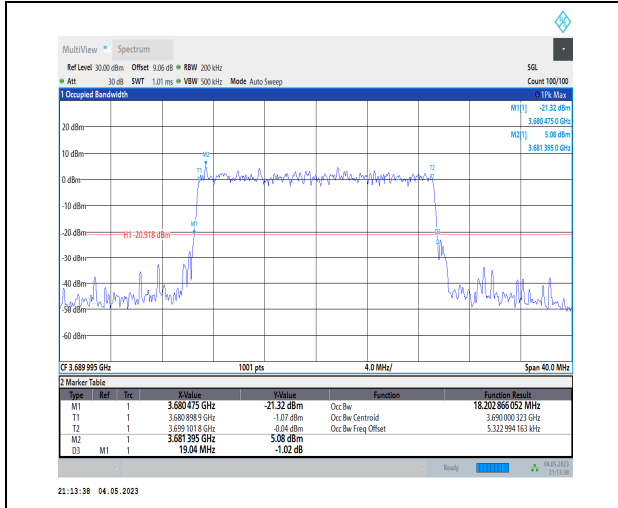 MultiView Spectrum
Ref Level 30.00 dBm Offset 9.06 dB RBW 200 kHz SGL
Att 30 dB SWT 1.01 ms VBW 500 kHz Mode Auto Sweep Count 100/100
1 Occupied Bandwidth 1Pk Max
M1[1] -21.32 dBm
3.680 475 0 GHz
M2[1] 5.08 dBm
3.681 395 0 GHz
20 dBm
10 dBm
M2
T1
T2
0 dBm
-10 dBm
M1
H1 -20.918 dBm
D3
-20 dBm
-30 dBm
-40 dBm
-50 dBm
-60 dBm
CF 3.689 995 GHz 1001 pts 4.0 MHz/ Span 40.0 MHz
2 Marker Table
Type Ref Trc X-Value Y-Value Function Function Result
M1 1 3.680 475 GHz -21.32 dBm Occ Bw 18.202 866 052 MHz
T1 1 3.680 898 9 GHz -1.07 dBm Occ Bw Centroid 3.690 000 323 GHz
T2 1 3.699 101 8 GHz -0.04 dBm Occ Bw Freq Offset 5.322 994 163 kHz
M2 1 3.681 395 GHz 5.08 dBm
D3 M1 1 19.04 MHz -1.02 dB
Ready 04.05.2023
21:13:38
21:13:38 04.05.2023